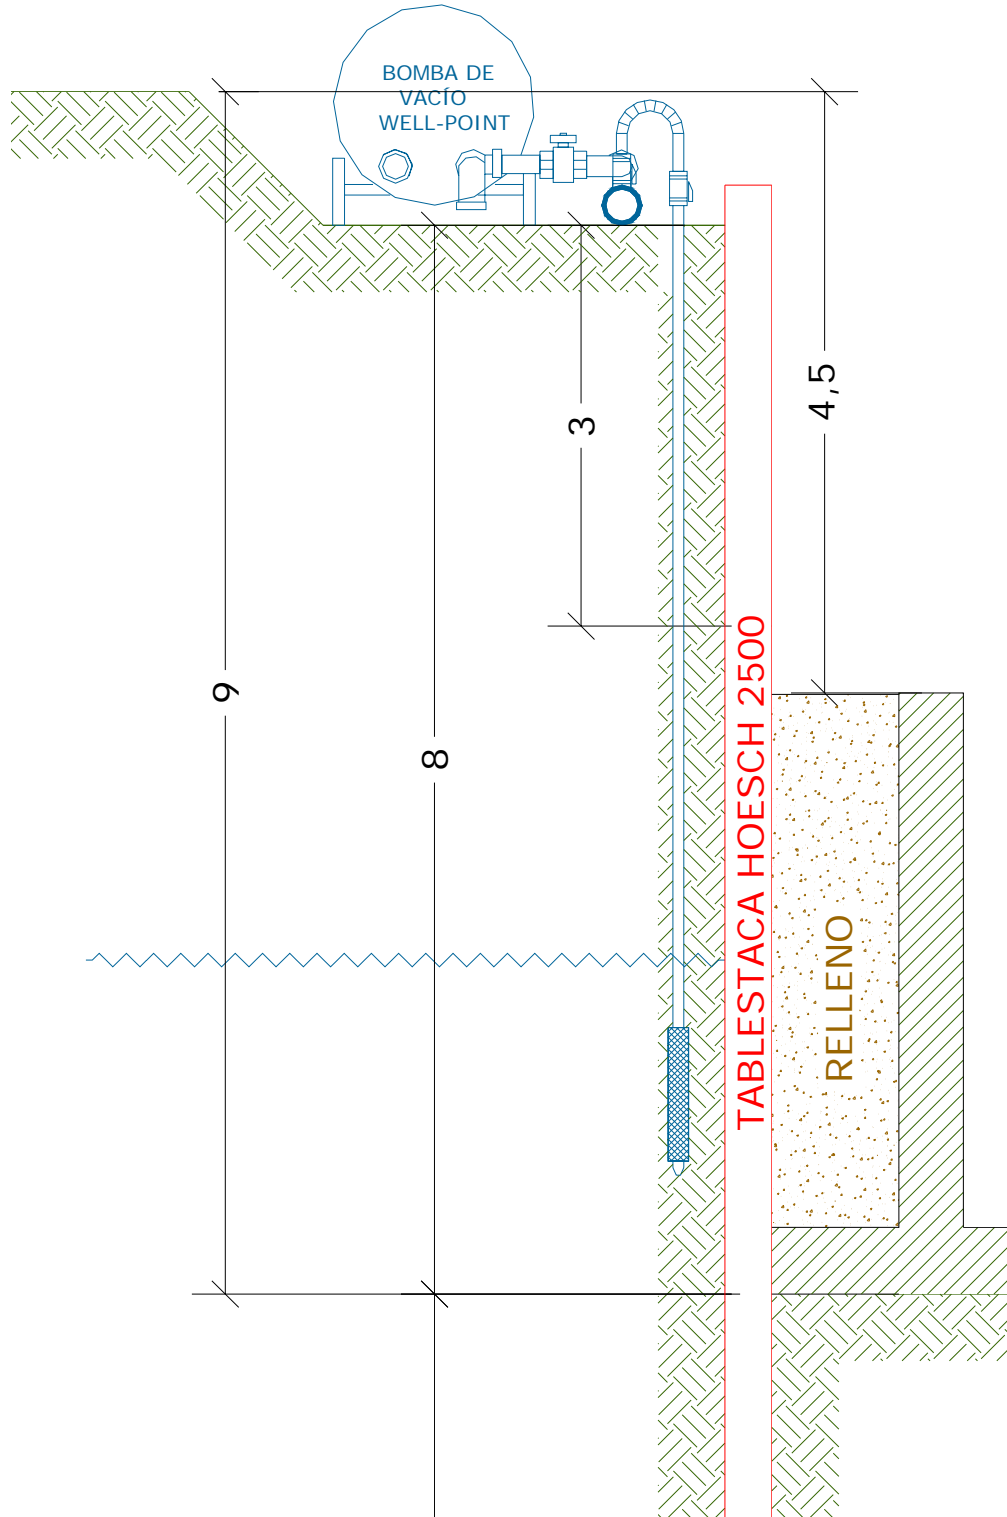 BOMBA DE
VACÍO
WELL-POINT
4,5
3
9
8
TABLESTACA HOESCH 2500
RELLENO